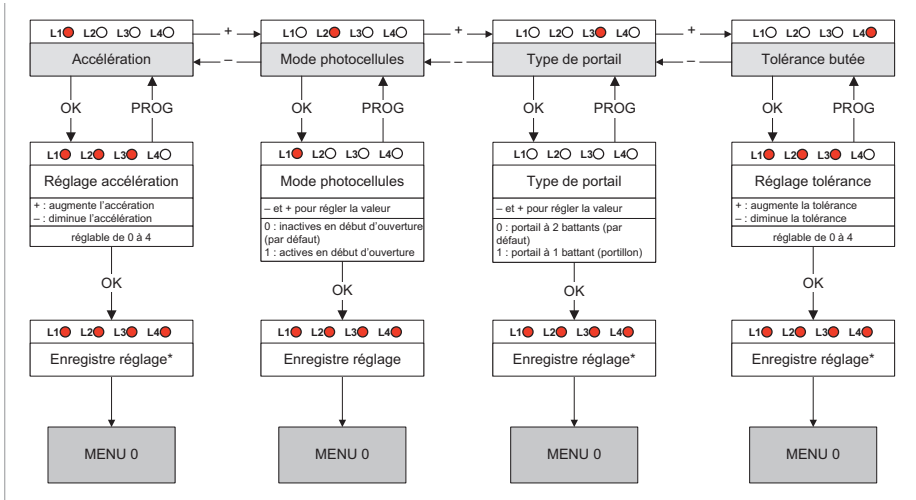 L1 L2 L3 L4
Accélération
+
–
L1 L2 L3 L4
Mode photocellules
+
–
L1 L2 L3 L4
Type de portail
+
–
L1 L2 L3 L4
Tolérance butée
OK PROG
OK PROG
OK PROG
OK PROG
L1 L2 L3 L4
Réglage accélération
+ : augmente l'accération
– : diminue l'accélération
réglable de 0 à 4
L1 L2 L3 L4
Mode photocellules
– et + pour régler la valeur
0 : inactives en début d'ouverture
(par défaut)
1 : actives en début d'ouverture
L1 L2 L3 L4
Type de portail
– et + pour régler la valeur
0 : portail à 2 battants (par
défaut)
1 : portail à 1 battant (portillon)
L1 L2 L3 L4
Réglage tolérance
+ : augmente la tolérance
– : diminue la tolérance
réglable de 0 à 4
OK
OK
OK
OK
L1 L2 L3 L4
Enregistre réglage*
L1 L2 L3 L4
Enregistre réglage
L1 L2 L3 L4
Enregistre réglage*
L1 L2 L3 L4
Enregistre réglage*
MENU 0
MENU 0
MENU 0
MENU 0